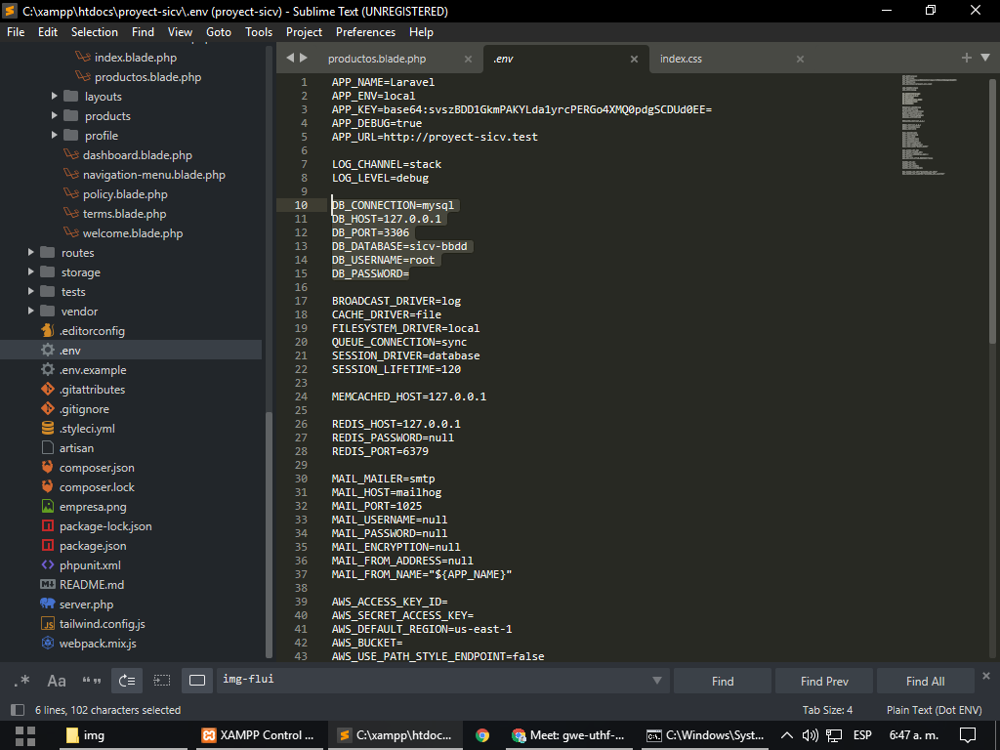 C:\xampp\htdocs\proyect-sicv\.env (proyect-sicv) - Sublime Text (UNREGISTERED)
File Edit Selection Find View Goto Tools Project Preferences Help
index.blade.php
productos.blade.php
layouts
products
profile
dashboard.blade.php
navigation-menu.blade.php
policy.blade.php
terms.blade.php
welcome.blade.php
routes
storage
tests
vendor
.editorconfig
.env
.env.example
.gitattributes
.gitignore
.styleci.yml
artisan
composer.json
composer.lock
empresa.png
package-lock.json
package.json
phpunit.xml
README.md
server.php
tailwind.config.js
webpack.mix.js
productos.blade.php × .env × index.css ×
1 APP_NAME=Laravel
2 APP_ENV=local
3 APP_KEY=base64:svszBDD1GkmPAKYLda1yrcPERGo4XMQ0pdgSCDUd0EE=
4 APP_DEBUG=true
5 APP_URL=http://proyect-sicv.test
6
7 LOG_CHANNEL=stack
8 LOG_LEVEL=debug
9
10 DB_CONNECTION=mysql
11 DB_HOST=127.0.0.1
12 DB_PORT=3306
13 DB_DATABASE=sicv-bbdd
14 DB_USERNAME=root
15 DB_PASSWORD=
16
17 BROADCAST_DRIVER=log
18 CACHE_DRIVER=file
19 FILESYSTEM_DRIVER=local
20 QUEUE_CONNECTION=sync
21 SESSION_DRIVER=database
22 SESSION_LIFETIME=120
23
24 MEMCACHED_HOST=127.0.0.1
25
26 REDIS_HOST=127.0.0.1
27 REDIS_PASSWORD=null
28 REDIS_PORT=6379
29
30 MAIL_MAILER=smtp
31 MAIL_HOST=mailhog
32 MAIL_PORT=1025
33 MAIL_USERNAME=null
34 MAIL_PASSWORD=null
35 MAIL_ENCRYPTION=null
36 MAIL_FROM_ADDRESS=null
37 MAIL_FROM_NAME="${APP_NAME}"
38
39 AWS_ACCESS_KEY_ID=
40 AWS_SECRET_ACCESS_KEY=
41 AWS_DEFAULT_REGION=us-east-1
42 AWS_BUCKET=
43 AWS_USE_PATH_STYLE_ENDPOINT=false
.* Aa “” img-flui Find Find Prev Find All ×
6 lines, 102 characters selected Tab Size: 4 Plain Text (Dot ENV)
img XAMPP Control ... C:\xampp\htdoc... Meet: gwe-uthf-... C:\Windows\Syst... ESP 6:47 a. m.